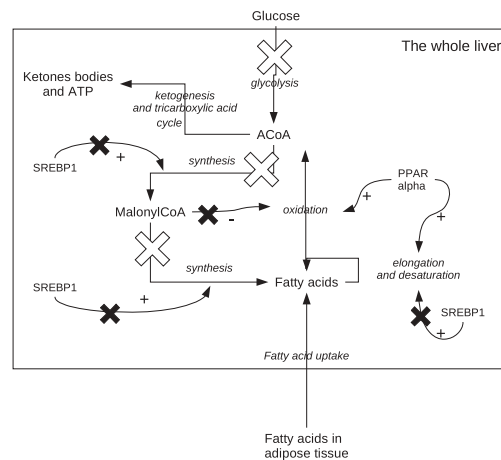 Glucose
The whole liver
Ketones bodies
and ATP
glycolysis
ketogenesis
and tricarboxylic acid
cycle
ACoA
SREBP1
+
synthesis
PPAR
alpha
+
MalonylCoA
-
oxidation
+
elongation
and desaturation
synthesis
Fatty acids
SREBP1
+
SREBP1
+
Fatty acid uptake
Fatty acids in
adipose tissue